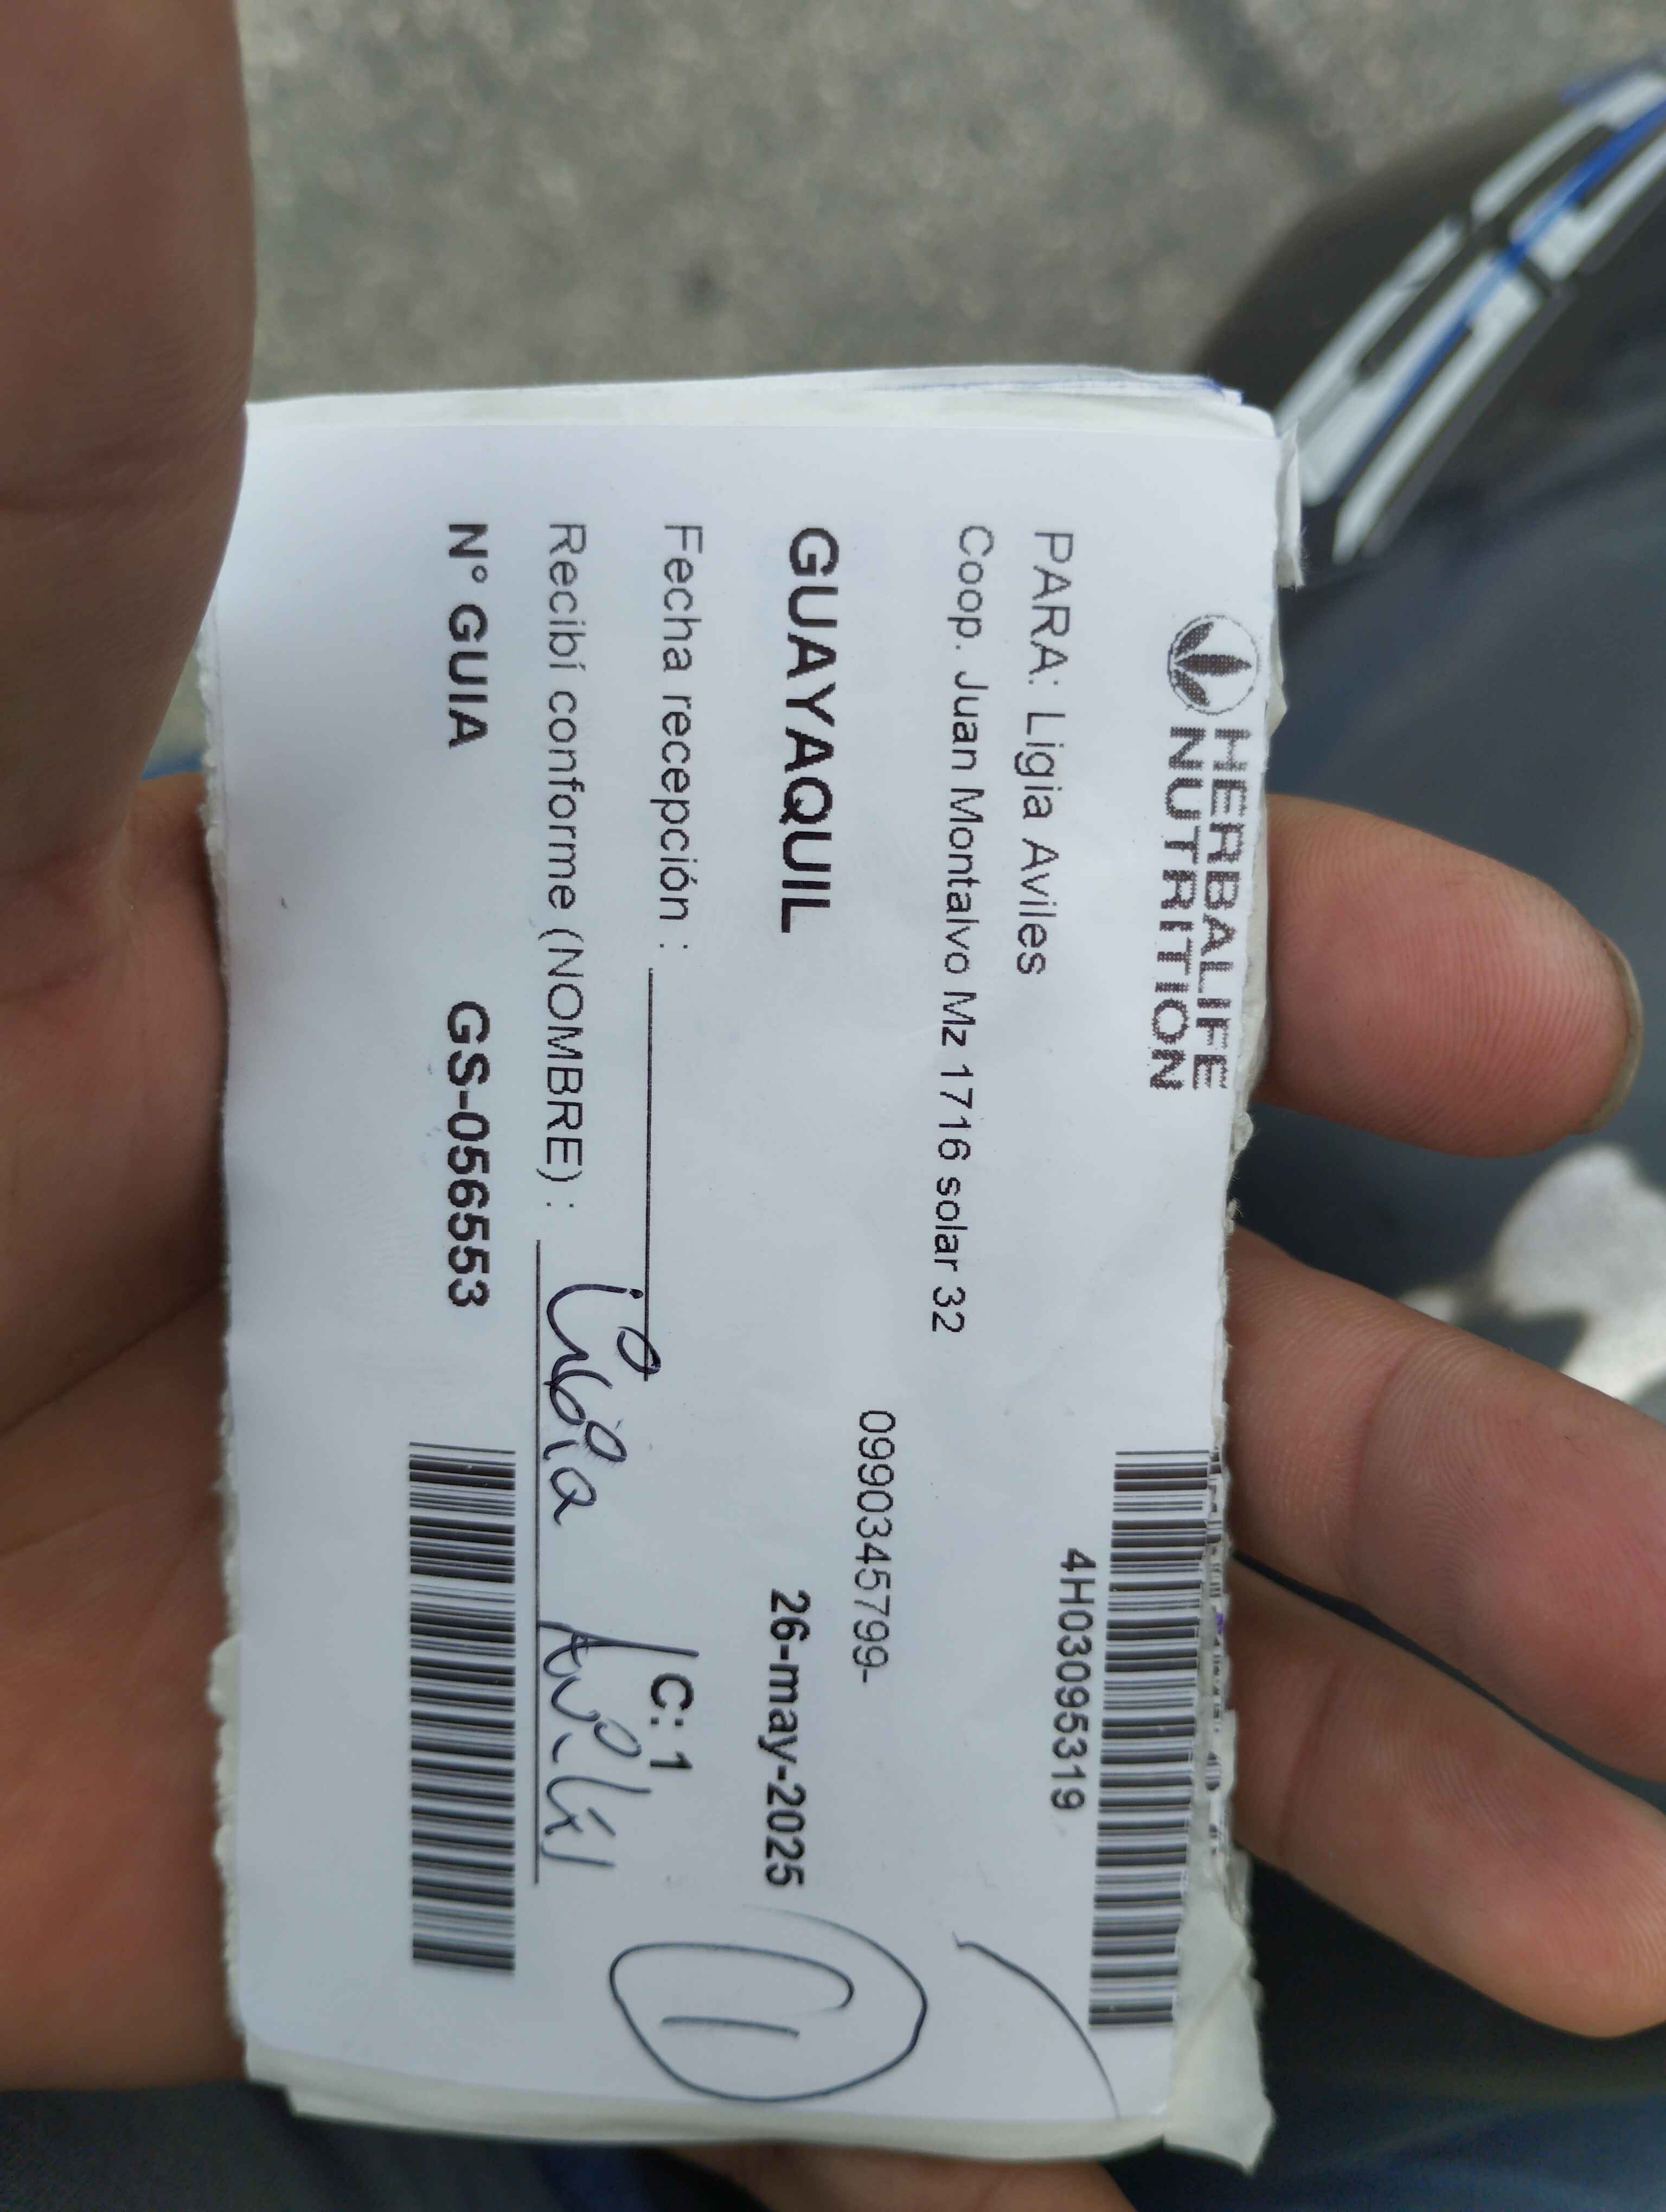 HERBALIFE
NUTRITION
4H03095319
PARA: Ligia Aviles
Coop. Juan Montalvo Mz 1716 solar 32
0990345799-
GUAYAQUIL
26-may-2025
Fecha recepción :
C: 1
Recibí conforme (NOMBRE) : Ligia Aviles
N° GUIA GS-056553